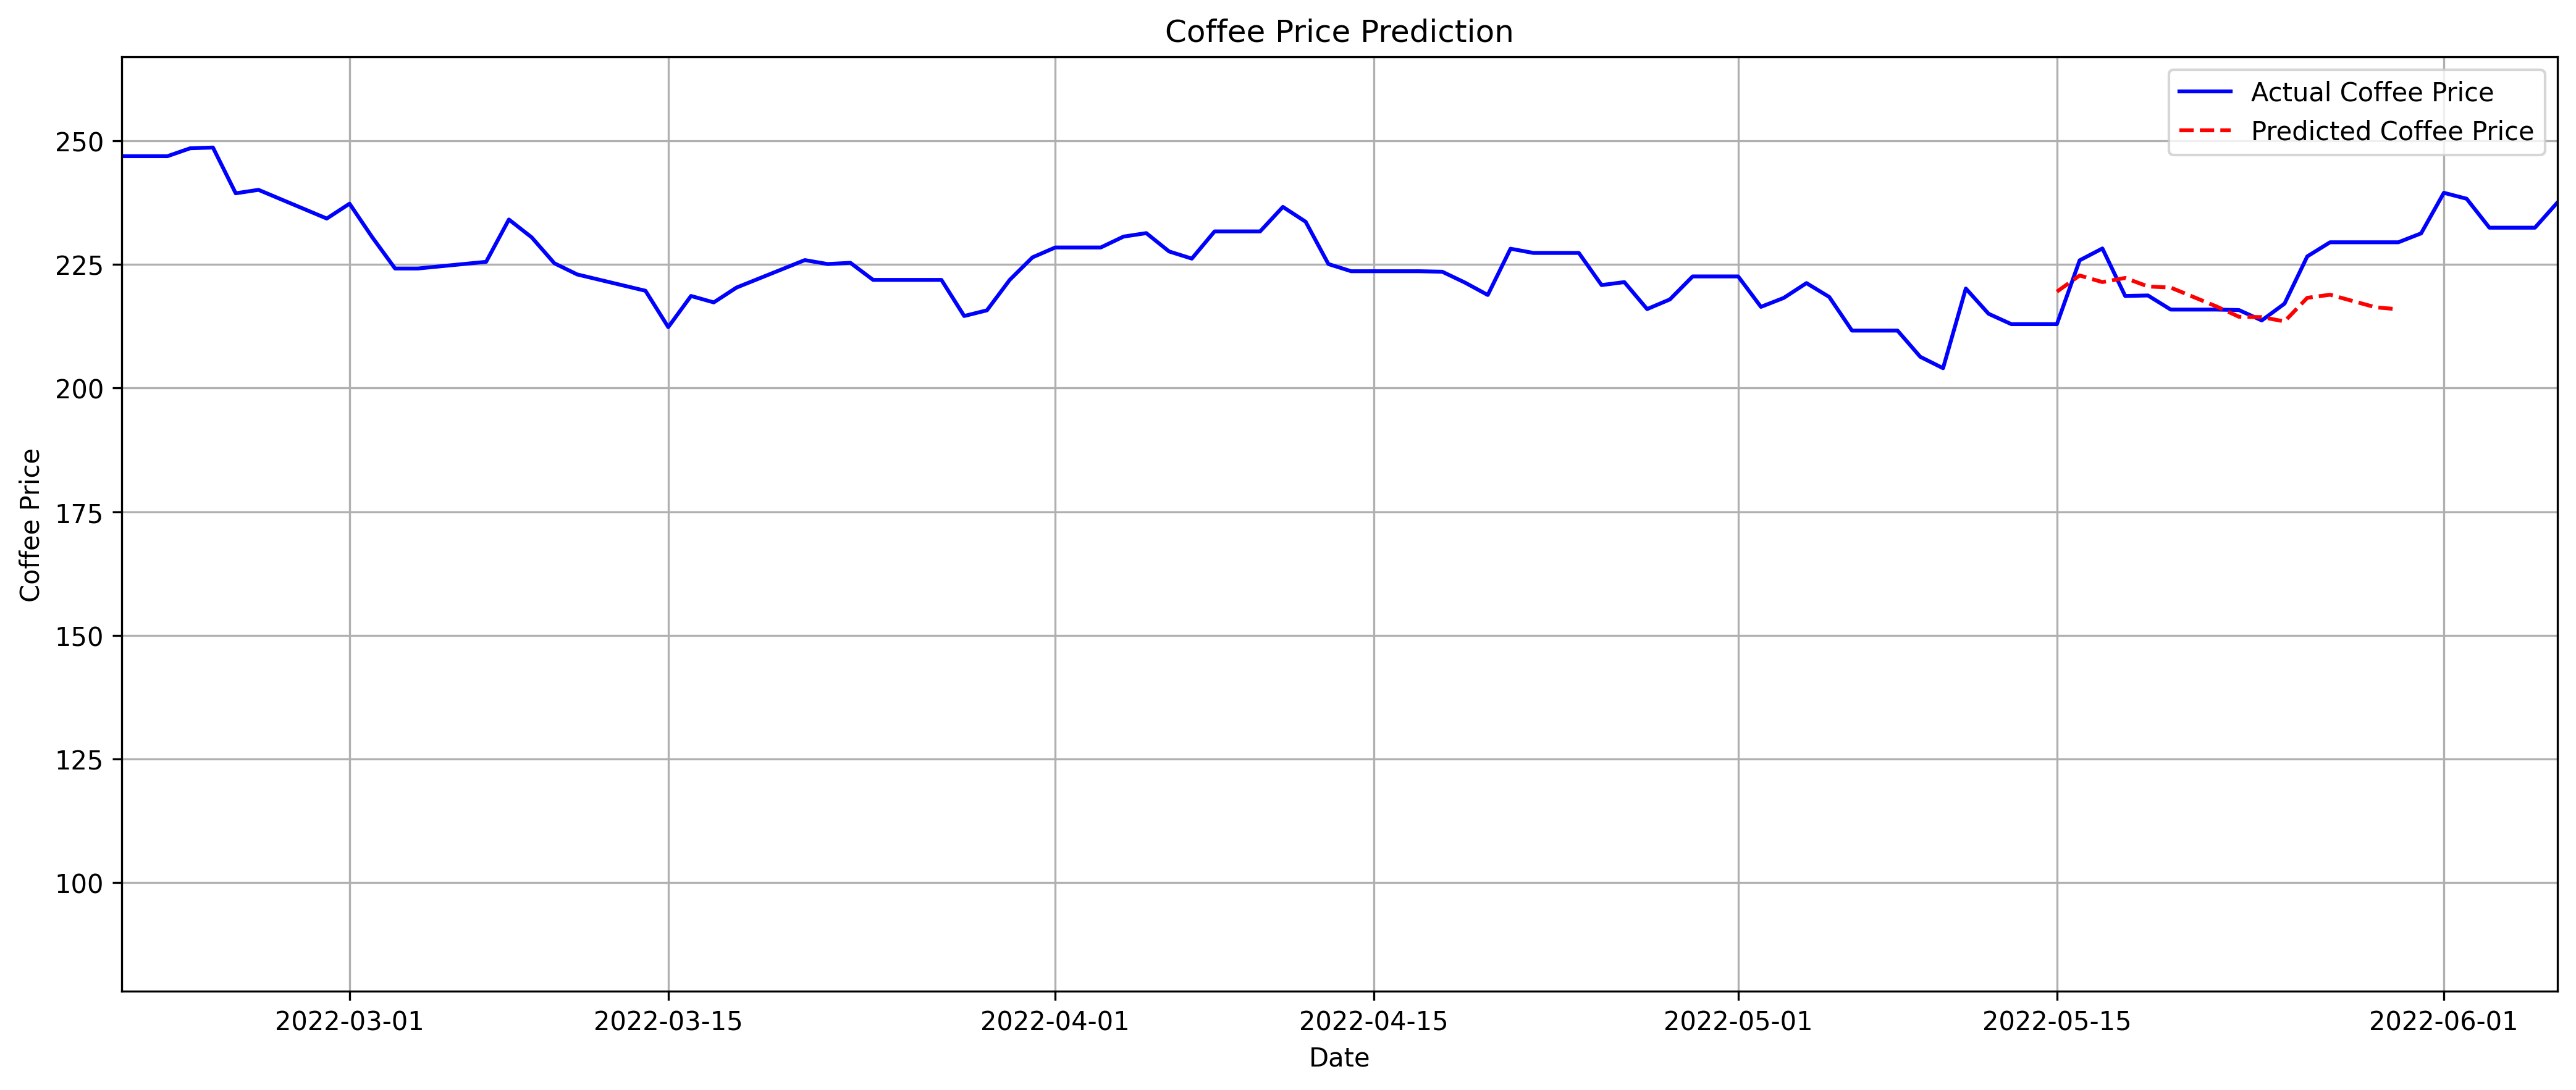 Coffee Price Prediction
Actual Coffee Price
Predicted Coffee Price
Coffee Price
250
225
200
175
150
125
100
2022-03-01
2022-03-15
2022-04-01
2022-04-15
2022-05-01
2022-05-15
2022-06-01
Date